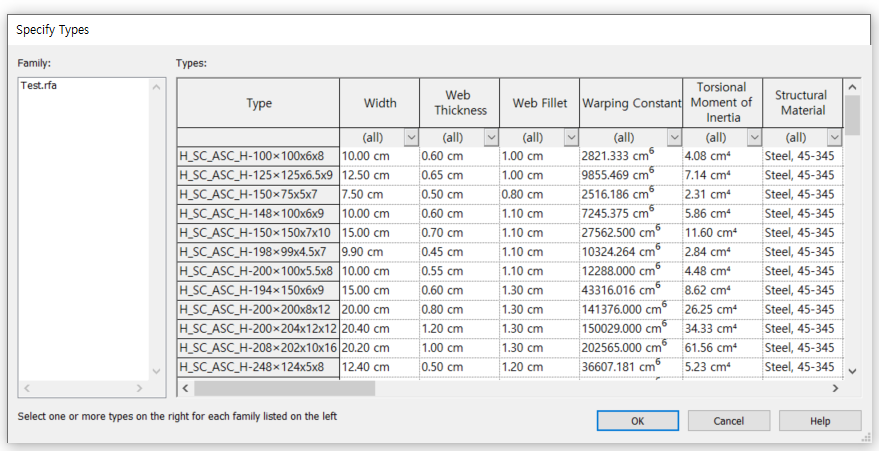 Specify Types
Family: Types:
Test.rfa
Type Width Web Thickness Web Fillet Warping Constant Torsional Moment of Inertia Structural Material
(all) (all) (all) (all) (all) (all)
H_SC_ASC_H-100×100x6x8 10.00 cm 0.60 cm 1.00 cm 2821.333 cm⁶ 4.08 cm⁴ Steel, 45-345
H_SC_ASC_H-125×125x6.5x9 12.50 cm 0.65 cm 1.00 cm 9855.469 cm⁶ 7.14 cm⁴ Steel, 45-345
H_SC_ASC_H-150×75x5x7 7.50 cm 0.50 cm 0.80 cm 2516.186 cm⁶ 2.31 cm⁴ Steel, 45-345
H_SC_ASC_H-148×100x6x9 10.00 cm 0.60 cm 1.10 cm 7245.375 cm⁶ 5.86 cm⁴ Steel, 45-345
H_SC_ASC_H-150×150x7x10 15.00 cm 0.70 cm 1.10 cm 27562.500 cm⁶ 11.60 cm⁴ Steel, 45-345
H_SC_ASC_H-198×99x4.5x7 9.90 cm 0.45 cm 1.10 cm 10324.264 cm⁶ 2.84 cm⁴ Steel, 45-345
H_SC_ASC_H-200×100x5.5x8 10.00 cm 0.55 cm 1.10 cm 12288.000 cm⁶ 4.48 cm⁴ Steel, 45-345
H_SC_ASC_H-194×150x6x9 15.00 cm 0.60 cm 1.30 cm 43316.016 cm⁶ 8.62 cm⁴ Steel, 45-345
H_SC_ASC_H-200×200x8x12 20.00 cm 0.80 cm 1.30 cm 141376.000 cm⁶ 26.25 cm⁴ Steel, 45-345
H_SC_ASC_H-200×204x12x12 20.40 cm 1.20 cm 1.30 cm 150029.000 cm⁶ 34.33 cm⁴ Steel, 45-345
H_SC_ASC_H-208×202x10x16 20.20 cm 1.00 cm 1.30 cm 202565.000 cm⁶ 61.56 cm⁴ Steel, 45-345
H_SC_ASC_H-248×124x5x8 12.40 cm 0.50 cm 1.20 cm 36607.181 cm⁶ 5.23 cm⁴ Steel, 45-345
Select one or more types on the right for each family listed on the left
OK Cancel Help